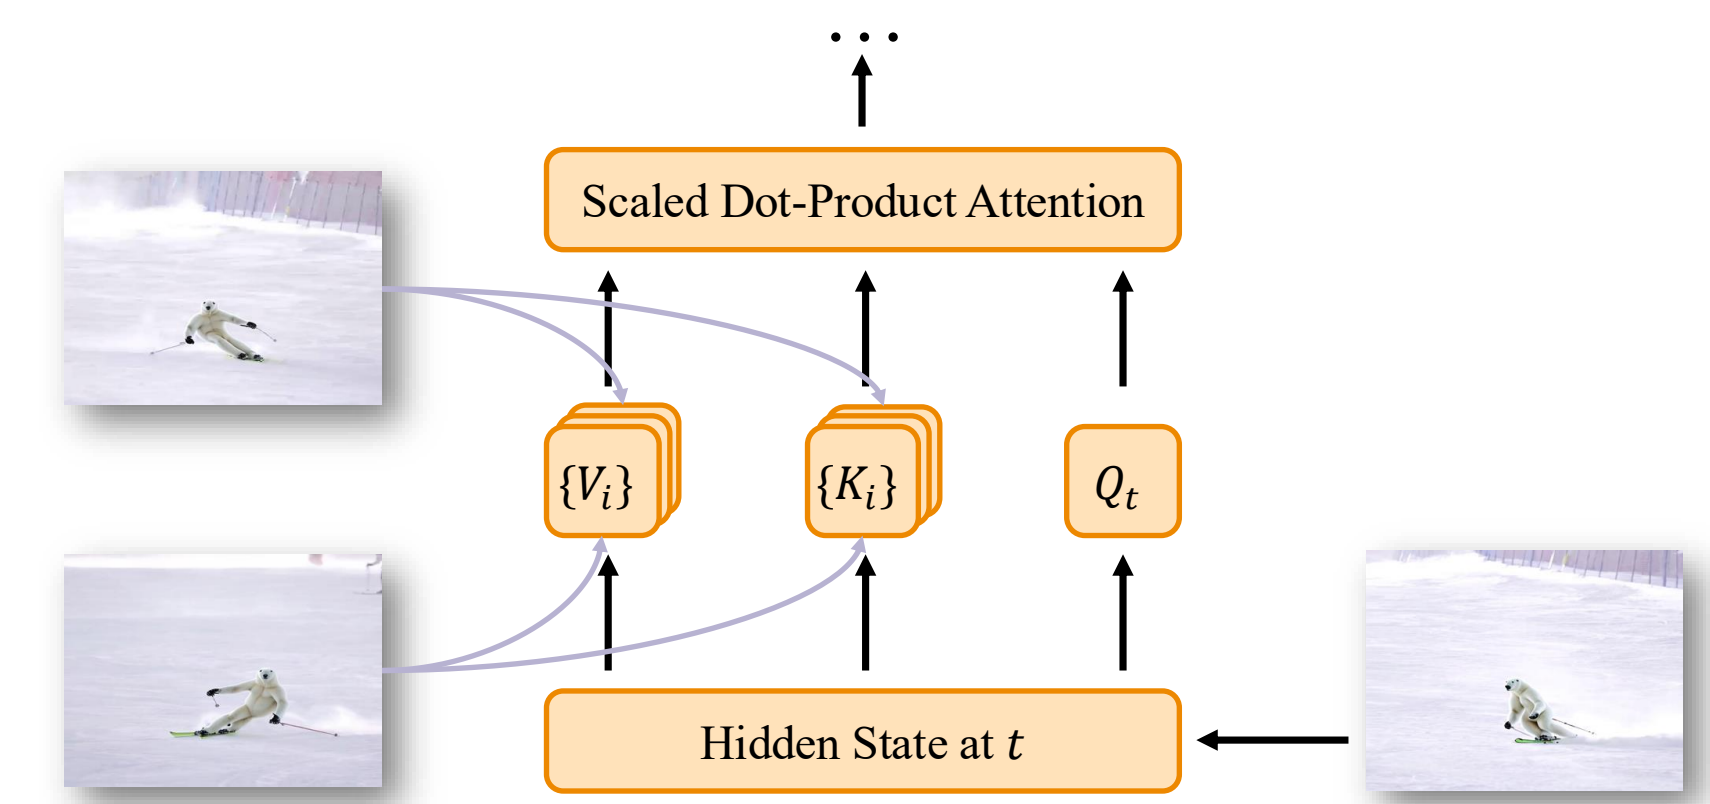 ...
Scaled Dot-Product Attention
{V_i} {K_i} Q_t
Hidden State at t